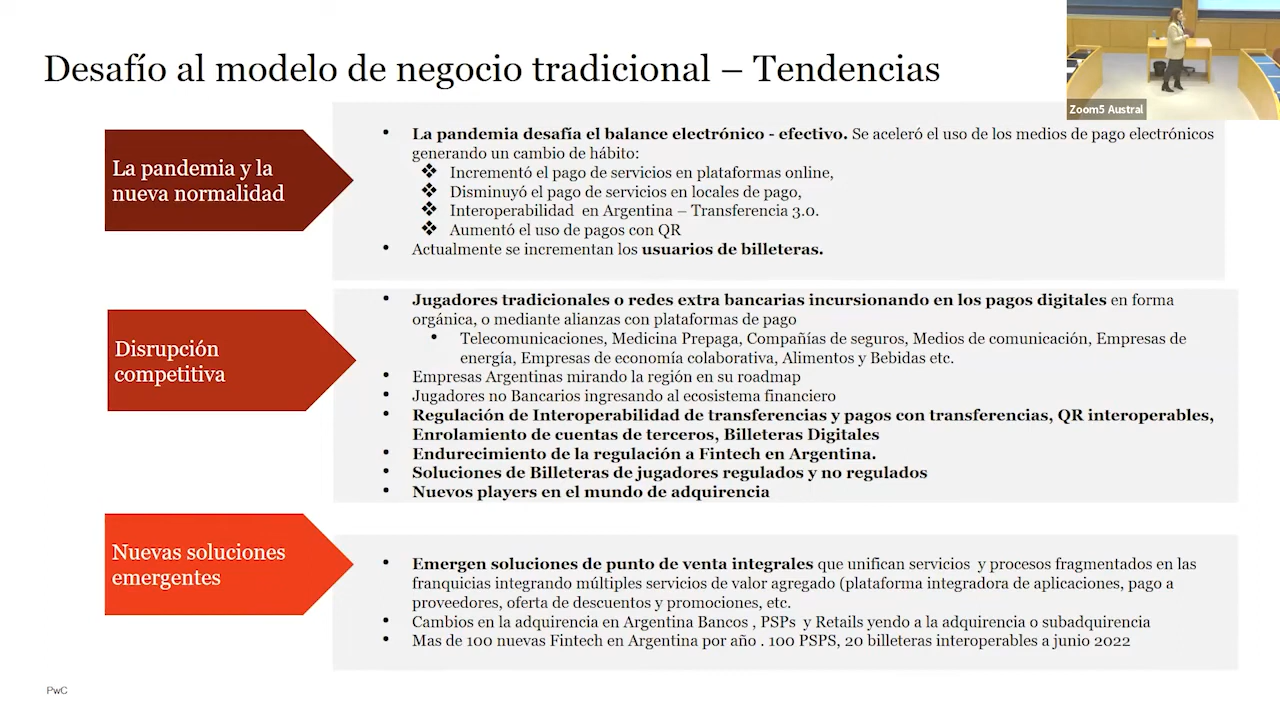 Desafío al modelo de negocio tradicional – Tendencias
Zoom5 Austral
La pandemia y la
nueva normalidad
• La pandemia desafía el balance electrónico - efectivo. Se aceleró el uso de los medios de pago electrónicos
generando un cambio de hábito:
❖ Incrementó el pago de servicios en plataformas online,
❖ Disminuyó el pago de servicios en locales de pago,
❖ Interoperabilidad en Argentina – Transferencia 3.0.
❖ Aumentó el uso de pagos con QR
• Actualmente se incrementan los usuarios de billeteras.
Disrupción
competitiva
• Jugadores tradicionales o redes extra bancarias incursionando en los pagos digitales en forma
orgánica, o mediante alianzas con plataformas de pago
• Telecomunicaciones, Medicina Prepaga, Compañías de seguros, Medios de comunicación, Empresas de
energía, Empresas de economía colaborativa, Alimentos y Bebidas etc.
• Empresas Argentinas mirando la región en su roadmap
• Jugadores no Bancarios ingresando al ecosistema financiero
• Regulación de Interoperabilidad de transferencias y pagos con transferencias, QR interoperables,
Enrolamiento de cuentas de terceros, Billeteras Digitales
• Endurecimiento de la regulación a Fintech en Argentina.
• Soluciones de Billeteras de jugadores regulados y no regulados
• Nuevos players en el mundo de adquirencia
Nuevas soluciones
emergentes
• Emergen soluciones de punto de venta integrales que unifican servicios y procesos fragmentados en las
franquicias integrando múltiples servicios de valor agregado (plataforma integradora de aplicaciones, pago a
proveedores, oferta de descuentos y promociones, etc.
• Cambios en la adquirencia en Argentina Bancos , PSPs y Retails yendo a la adquirencia o subadquirencia
• Mas de 100 nuevas Fintech en Argentina por año . 100 PSPS, 20 billeteras interoperables a junio 2022
PwC